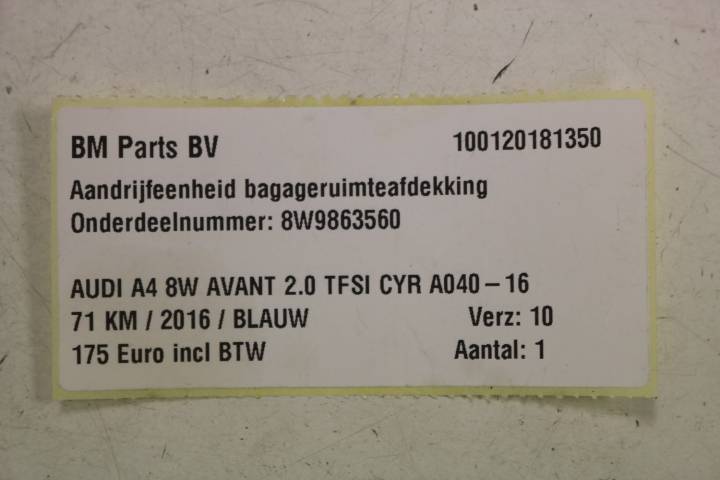 BM Parts BV 100120181350
Aandrijfeenheid bagageruimteafdekking
Onderdeelnummer: 8W9863560
AUDI A4 8W AVANT 2.0 TFSI CYR A040-16
71 KM / 2016 / BLAUW Verz: 10
175 Euro incl BTW Aantal: 1